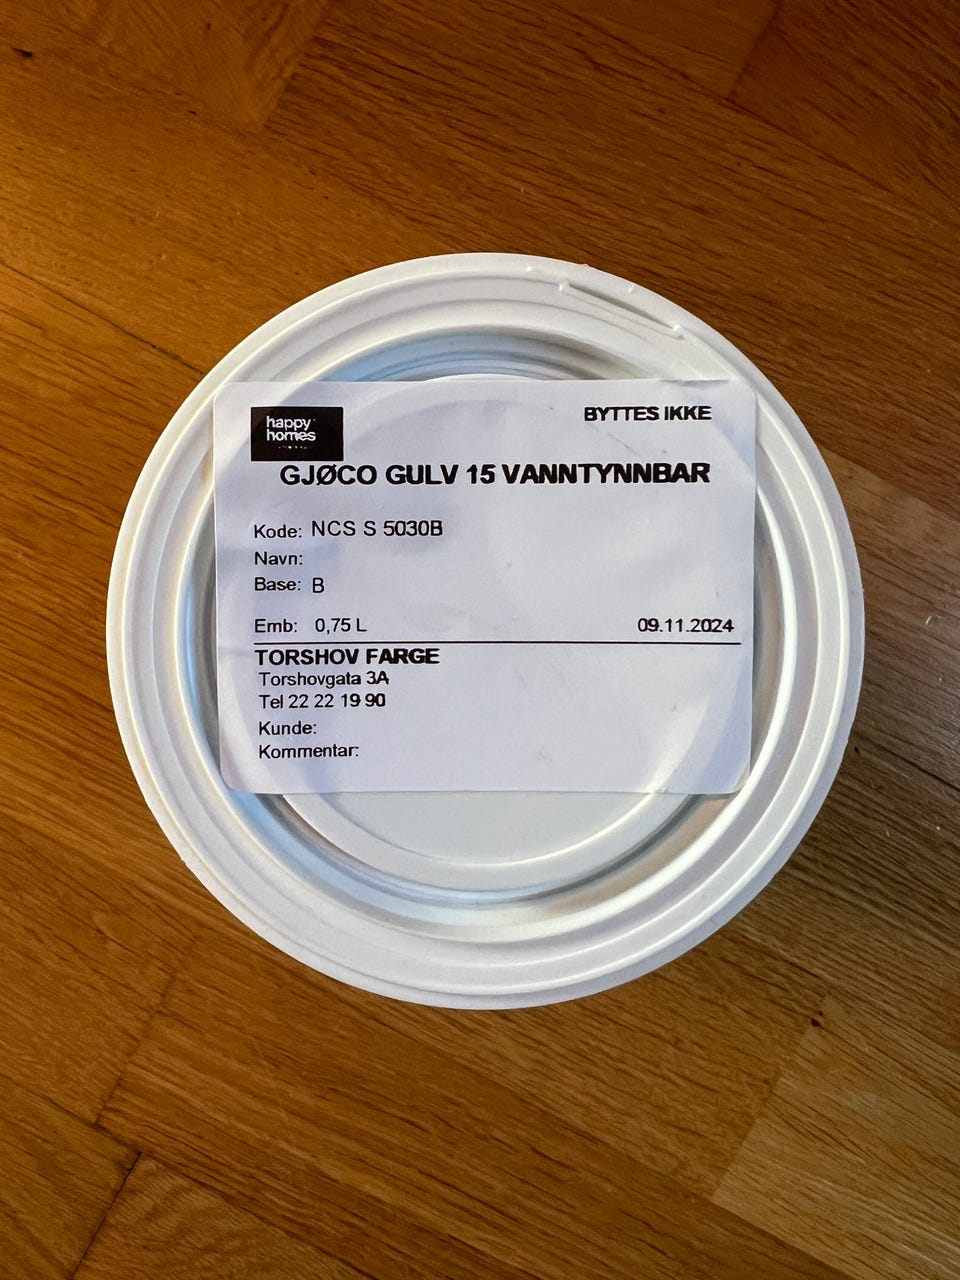 happy
homes
BYTTES IKKE
GJØCO GULV 15 VANNTYNNBAR
Kode: NCS S 5030B
Navn:
Base: B
Emb: 0,75 L 09.11.2024
TORSHOV FARGE
Torshovgata 3A
Tel 22 22 19 90
Kunde:
Kommentar: